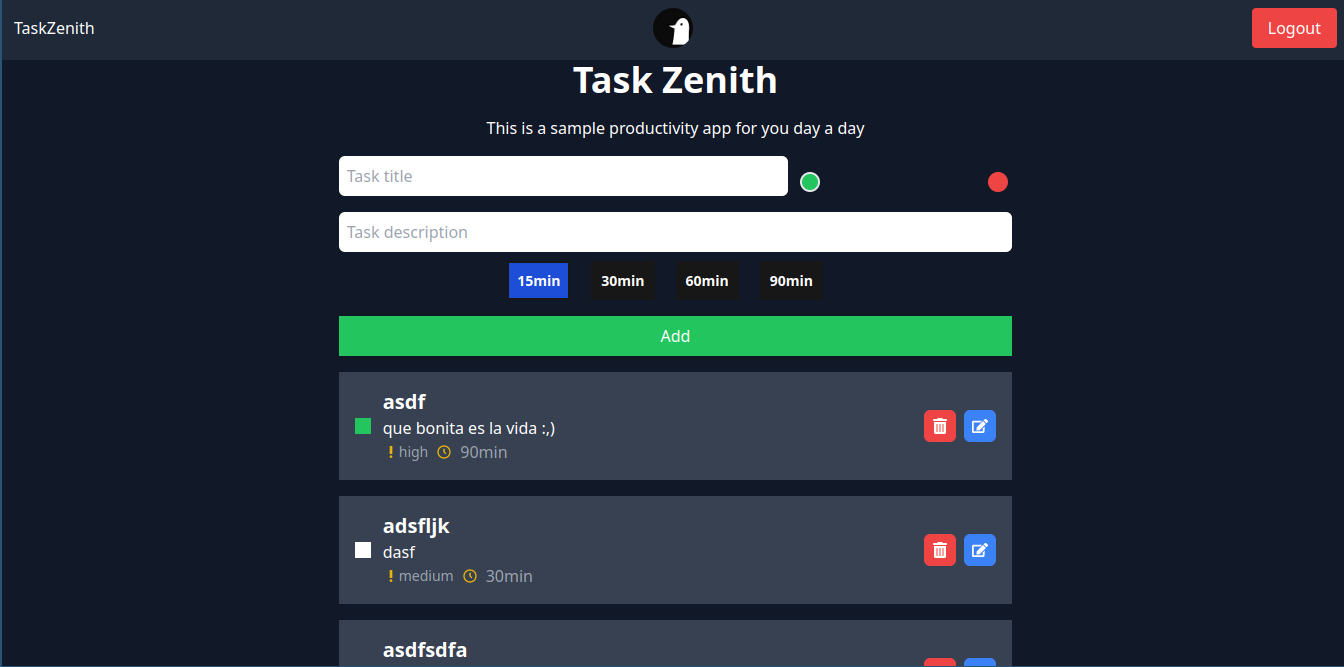 TaskZenith
Logout
Task Zenith
This is a sample productivity app for you day a day
Task title
Task description
15min 30min 60min 90min
Add
asdf
que bonita es la vida :,)
high 90min
adsfljk
dasf
medium 30min
asdfsdfa